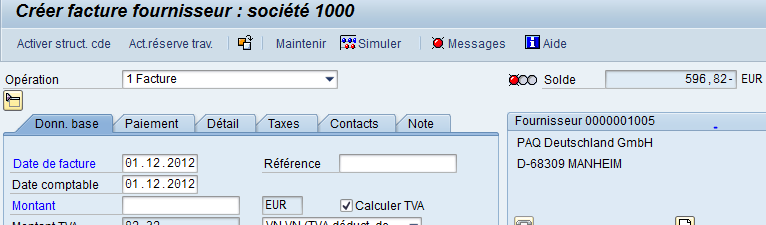 Créer facture fournisseur : société 1000
Activer struct. cde Act.réserve trav. Maintenir Simuler Messages Aide
Opération 1 Facture Solde 596,82- EUR
Donn. base Paiement Détail Taxes Contacts Note
Fournisseur 0000001005
PAQ Deutschland GmbH
D-68309 MANHEIM
Date de facture 01.12.2012 Référence
Date comptable 01.12.2012
Montant EUR Calculer TVA
Montant TVA 82,32 VN VN (TVA déduct. de